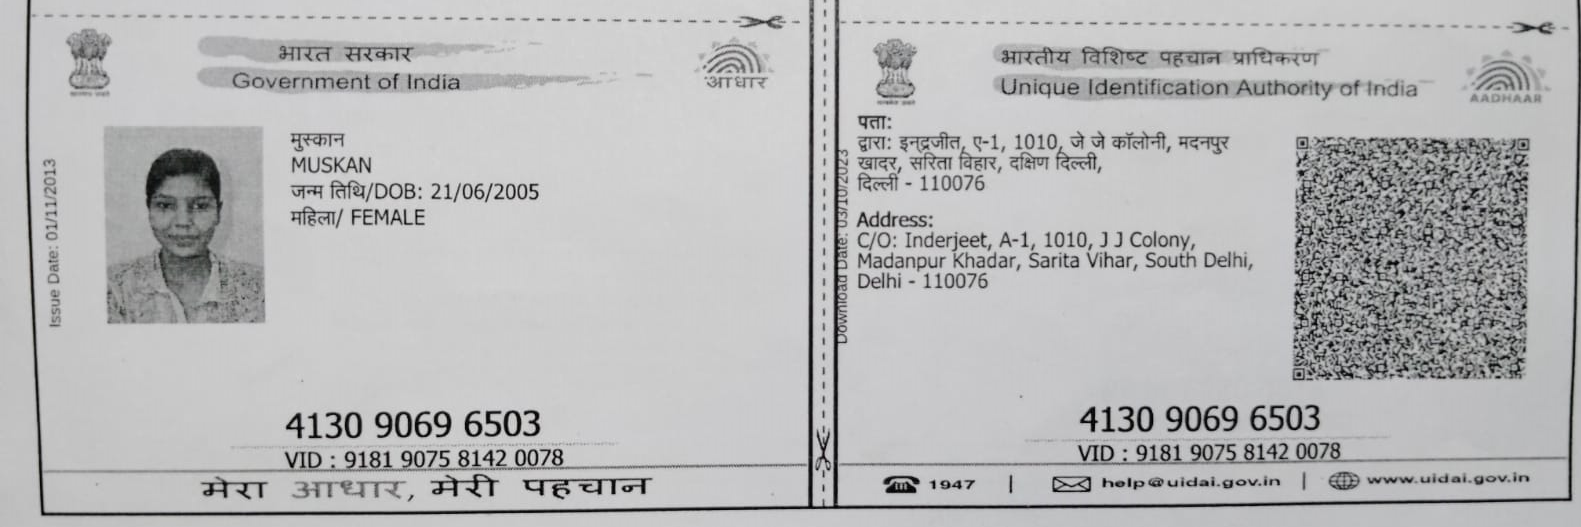 भारत सरकार
Government of India
आधार
Issue Date: 01/11/2013
मुस्कान
MUSKAN
जन्म तिथि/DOB: 21/06/2005
महिला/ FEMALE
4130 9069 6503
VID : 9181 9075 8142 0078
मेरा आधार, मेरी पहचान
भारतीय विशिष्ट पहचान प्राधिकरण
Unique Identification Authority of India
AADHAAR
Download Date: 03/10/2023
पता:
द्वारा: इन्द्रजीत, ए-1, 1010, जे जे कॉलोनी, मदनपुर
खादर, सरिता विहार, दक्षिण दिल्ली,
दिल्ली - 110076
Address:
C/O: Inderjeet, A-1, 1010, J J Colony,
Madanpur Khadar, Sarita Vihar, South Delhi,
Delhi - 110076
4130 9069 6503
VID : 9181 9075 8142 0078
1947 | help@uidai.gov.in | www.uidai.gov.in